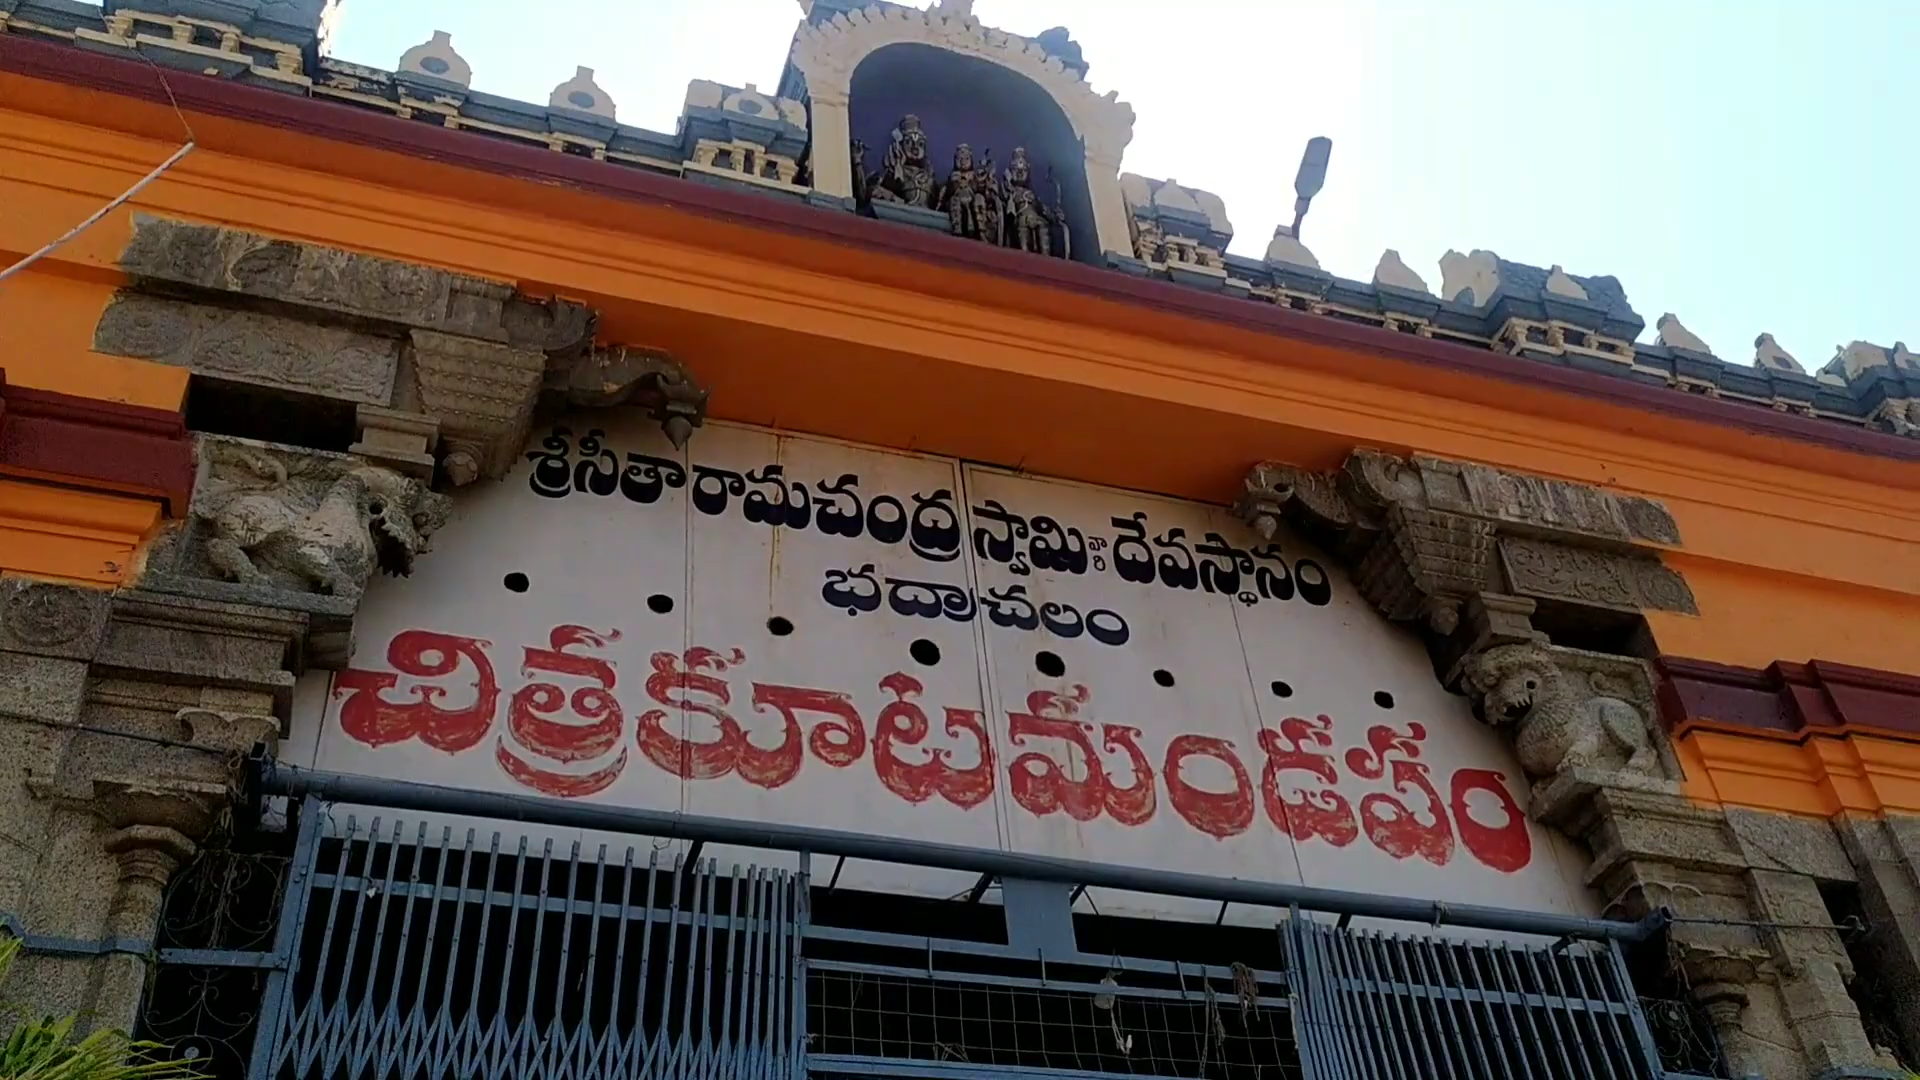 శ్రీ సీతారామచంద్ర స్వామి వారి దేవస్థానం
భద్రాచలం
చిత్రకూటమండపం